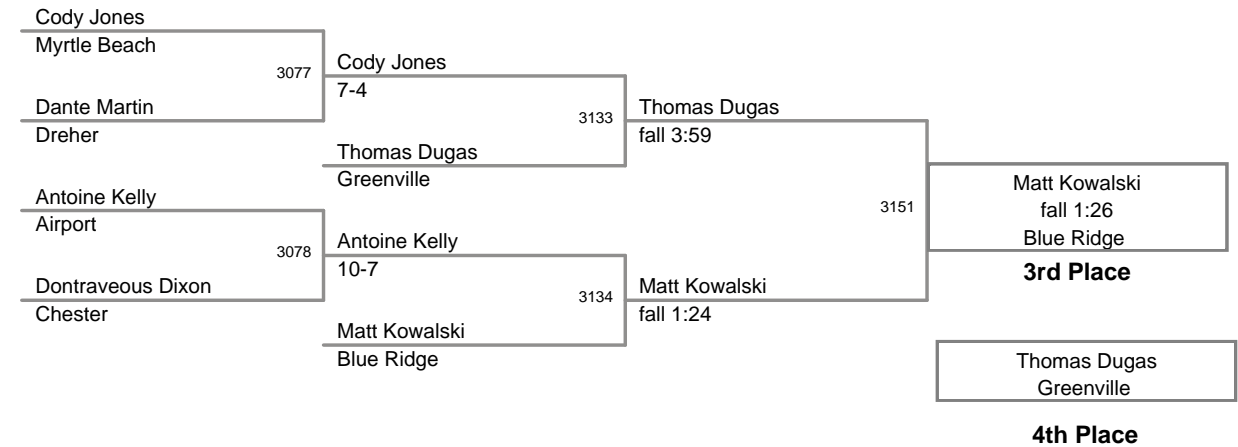 Cody Jones
Myrtle Beach
3077
Cody Jones
7-4
Dante Martin
Dreher
3133
Thomas Dugas
fall 3:59
Thomas Dugas
Greenville
Antoine Kelly
Airport
3151
Matt Kowalski
fall 1:26
Blue Ridge
3rd Place
3078
Antoine Kelly
10-7
Dontraveous Dixon
Chester
3134
Matt Kowalski
fall 1:24
Matt Kowalski
Blue Ridge
Thomas Dugas
Greenville
4th Place